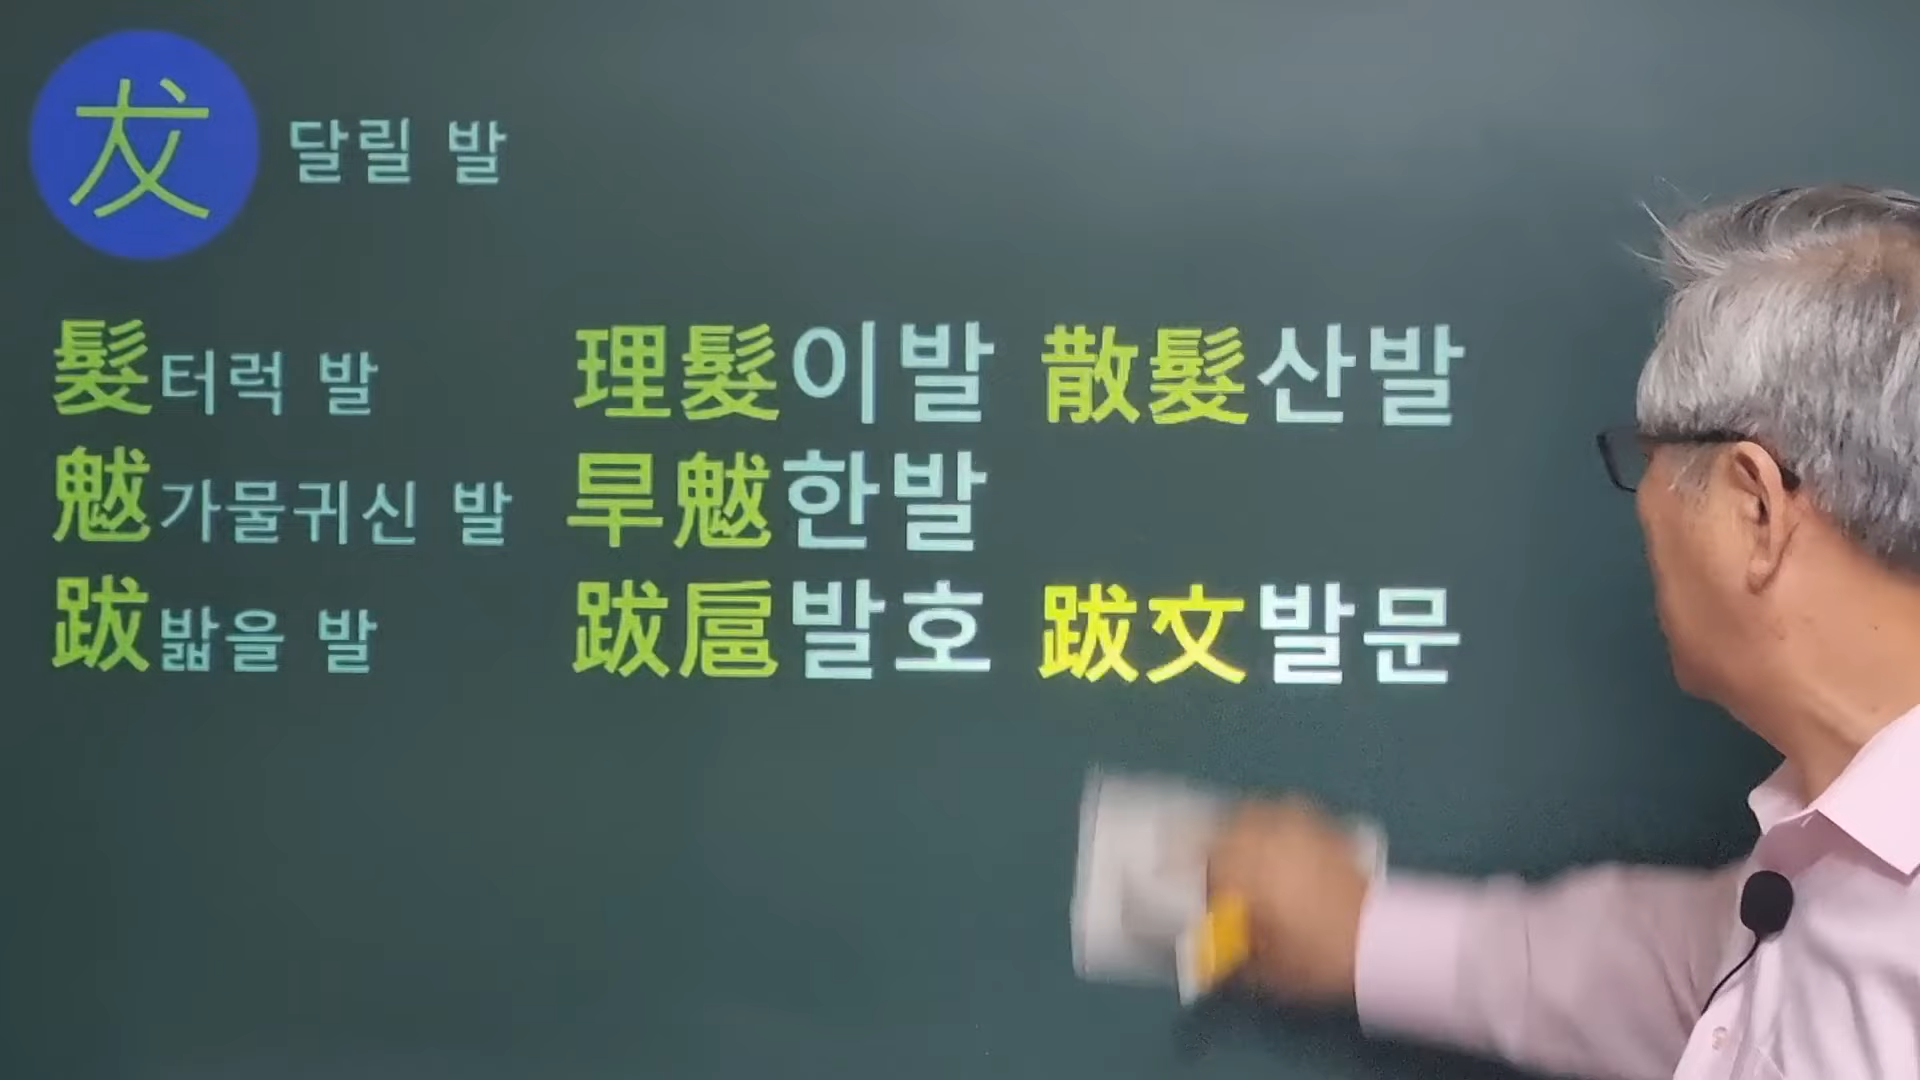 犮 달릴 발
髮터럭 발 理髮이발 散髮산발
魃가물귀신 발 旱魃한발
跋밟을 발 跋扈발호 跋文발문